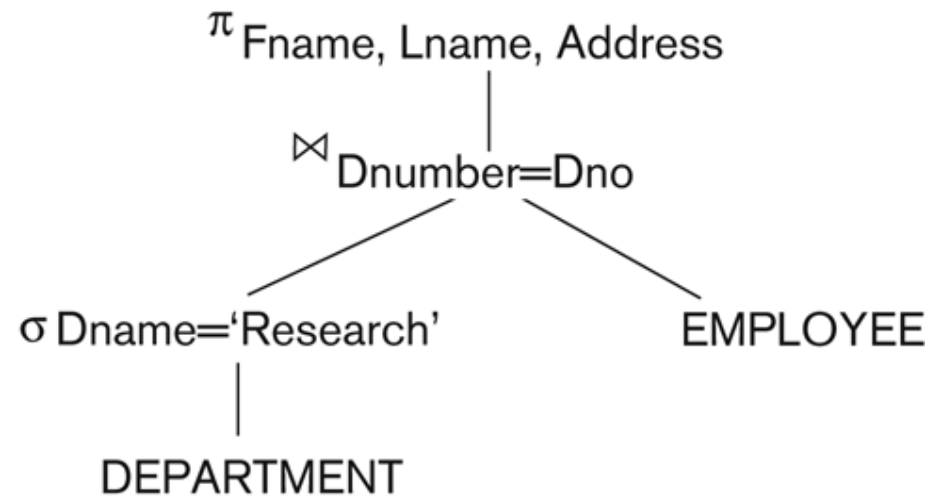 π Fname, Lname, Address
⋈ Dnumber=Dno
σ Dname=‘Research’
EMPLOYEE
DEPARTMENT